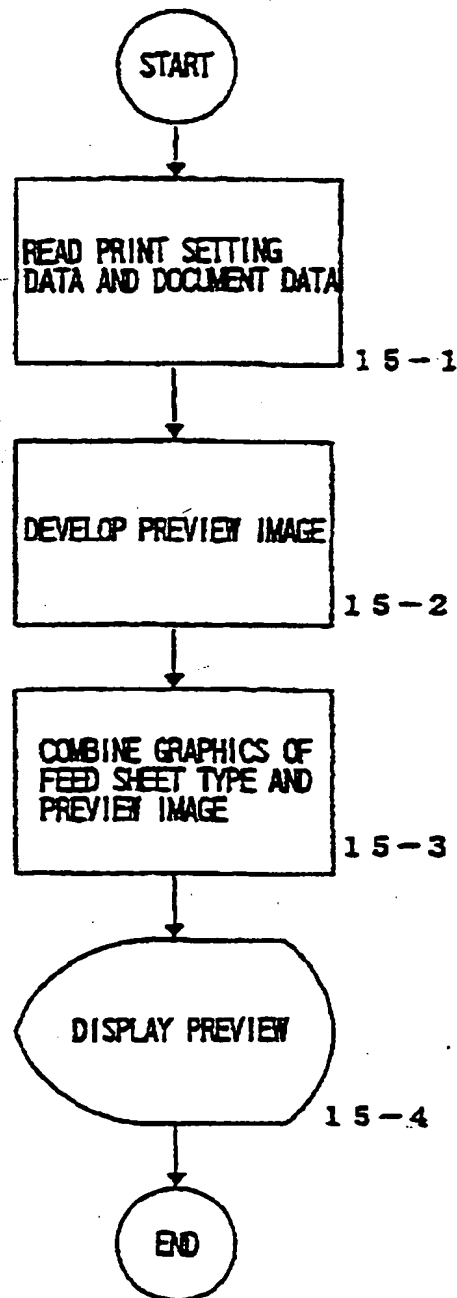 START
READ PRINT SETTING
DATA AND DOCUMENT DATA
15-1
DEVELOP PREVIEW IMAGE
15-2
COMBINE GRAPHICS OF
FEED SHEET TYPE AND
PREVIEW IMAGE
15-3
DISPLAY PREVIEW
15-4
END